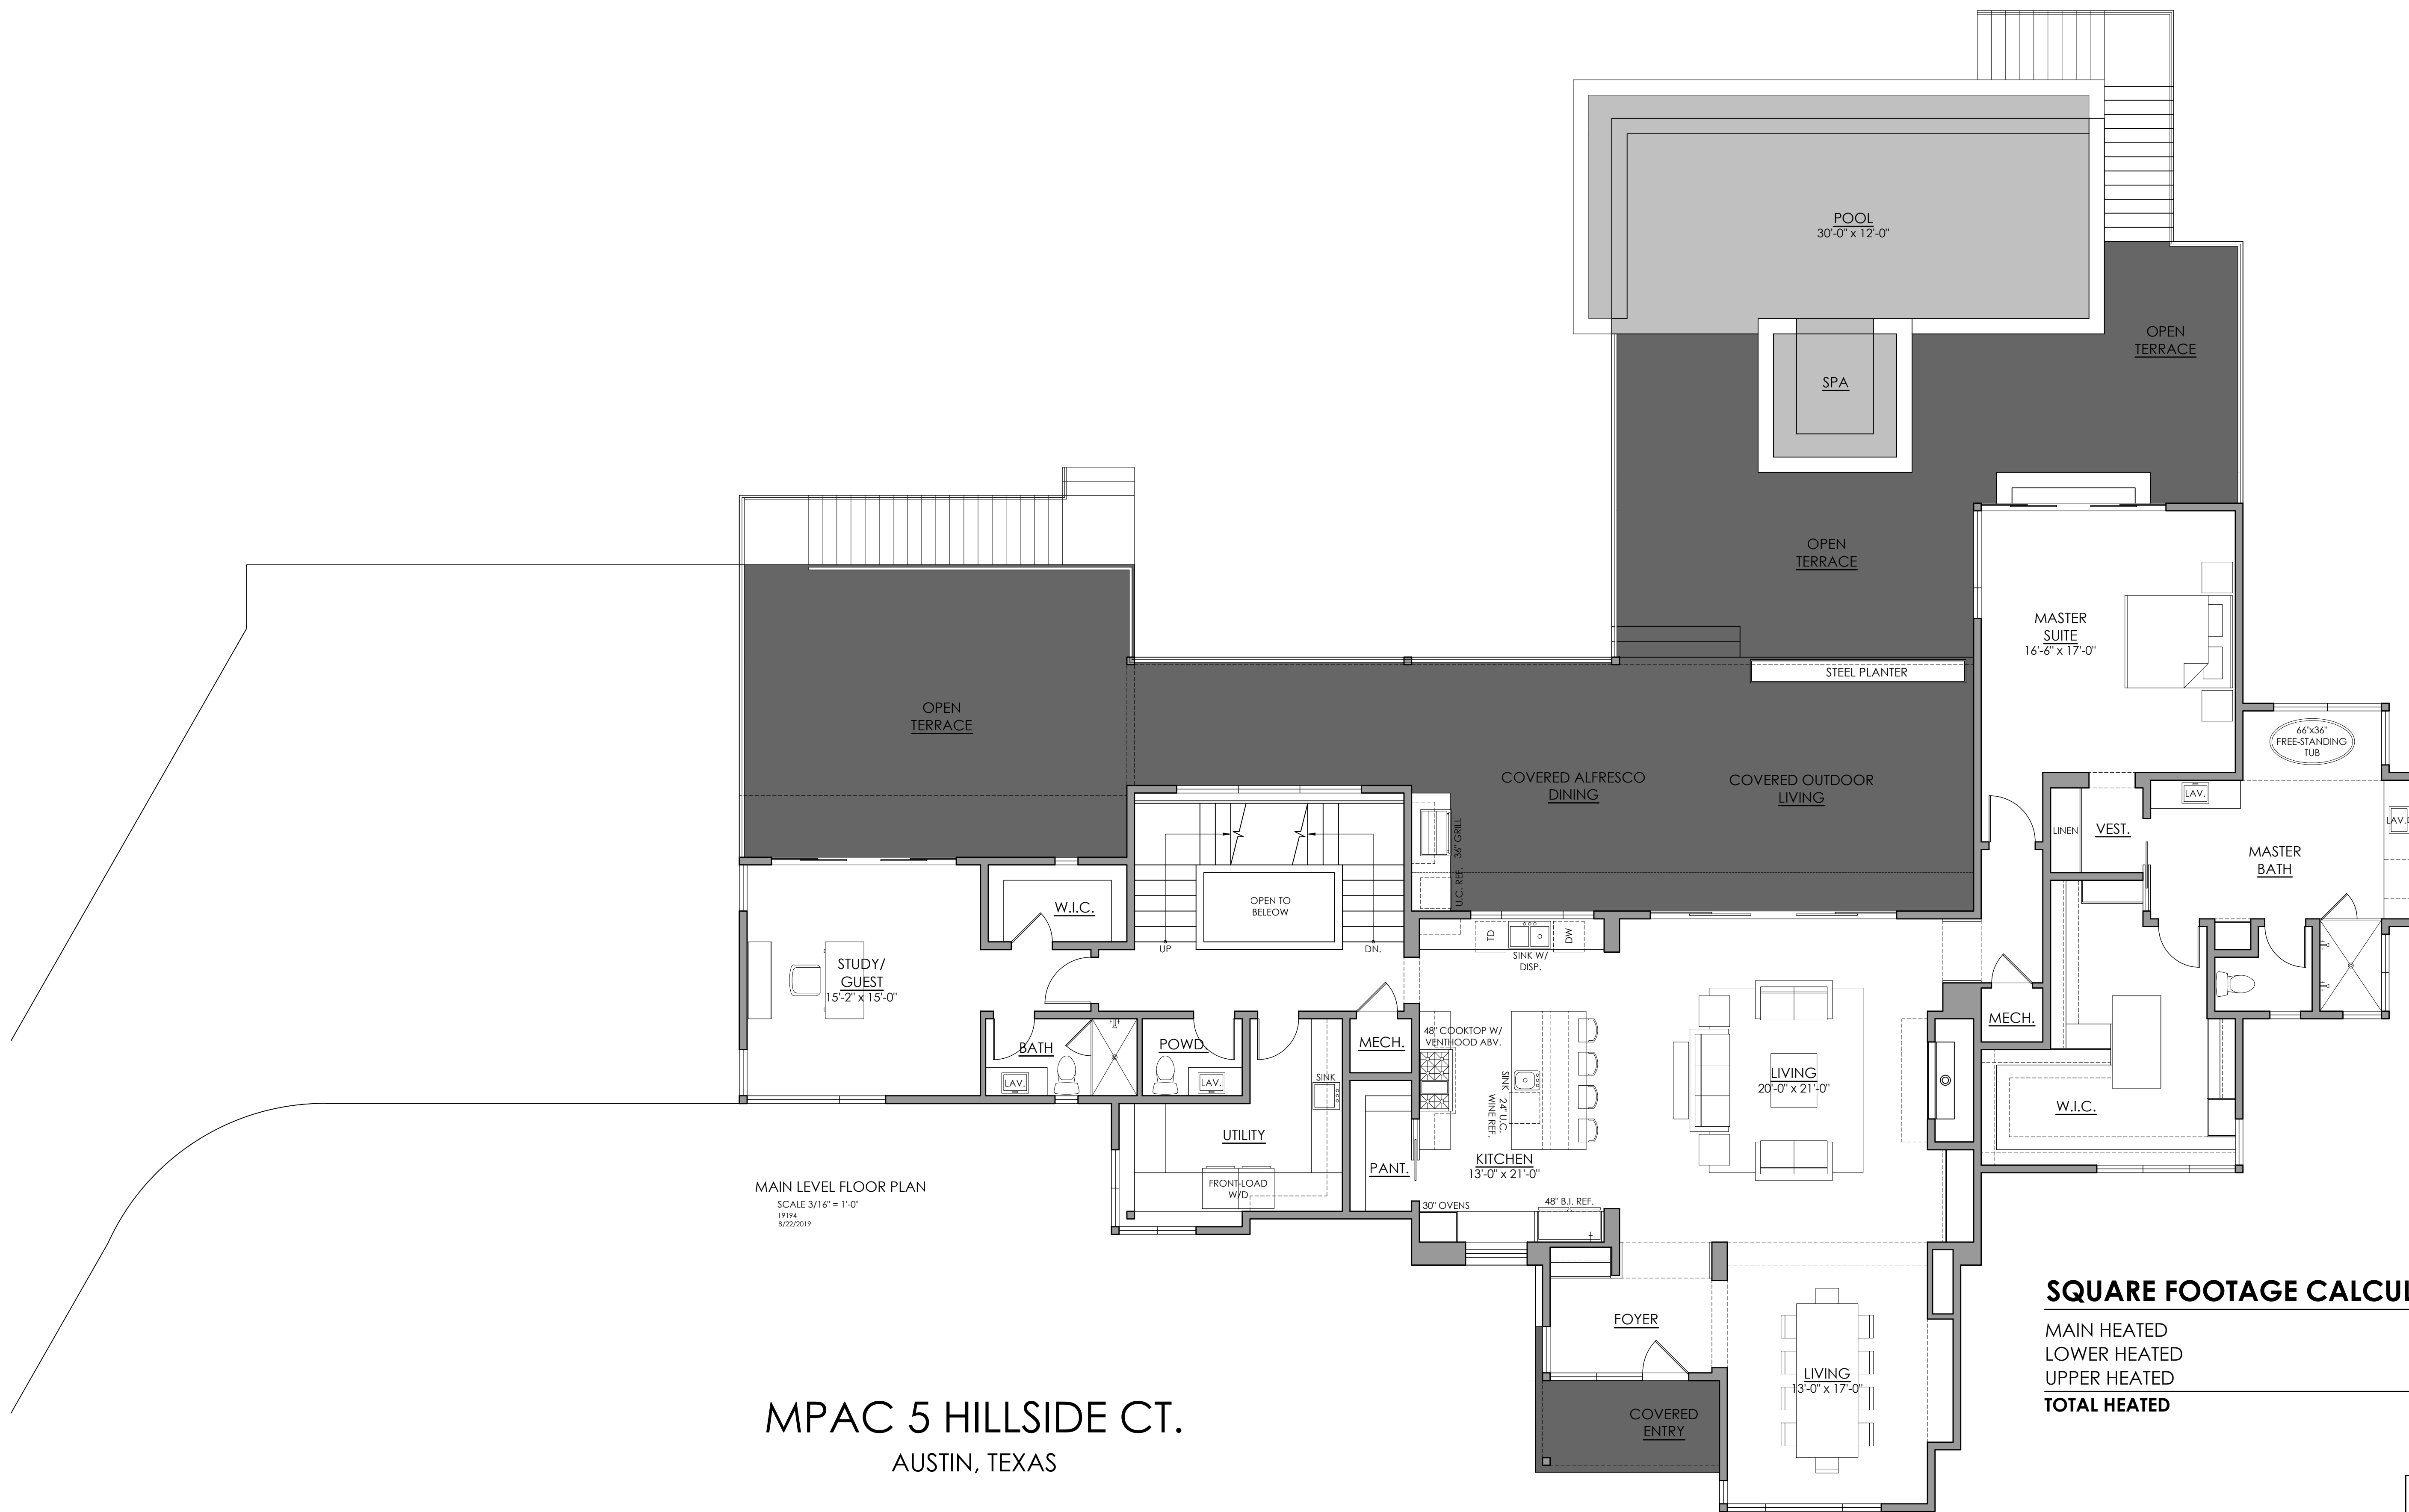 POOL
30'-0" x 12'-0"
OPEN
TERRACE
SPA
OPEN
TERRACE
MASTER
SUITE
16'-6" x 17'-0"
STEEL PLANTER
OPEN
TERRACE
66"x36"
FREE-STANDING
TUB
COVERED ALFRESCO
DINING
COVERED OUTDOOR
LIVING
LAV.
LAV.
36" GRILL
U.C. REF.
LINEN
VEST.
MASTER
BATH
W.I.C.
OPEN TO
BELEOW
UP
DN.
TD
SINK W/
DISP.
DW
STUDY/
GUEST
15'-2" x 15'-0"
MECH.
BATH
LAV.
POWD.
LAV.
SINK
MECH.
48" COOKTOP W/
VENTHOOD ABV.
SINK
24" U.C.
WINE REF.
LIVING
20'-0" x 21'-0"
W.I.C.
UTILITY
FRONT-LOAD
W/D
PANT.
KITCHEN
13'-0" x 21'-0"
30" OVENS
48" B.I. REF.
MAIN LEVEL FLOOR PLAN
SCALE 3/16" = 1'-0"
19194
8/22/2019
FOYER
LIVING
13'-0" x 17'-0"
COVERED
ENTRY
SQUARE FOOTAGE CALCUL
MAIN HEATED
LOWER HEATED
UPPER HEATED
TOTAL HEATED
MPAC 5 HILLSIDE CT.
AUSTIN, TEXAS